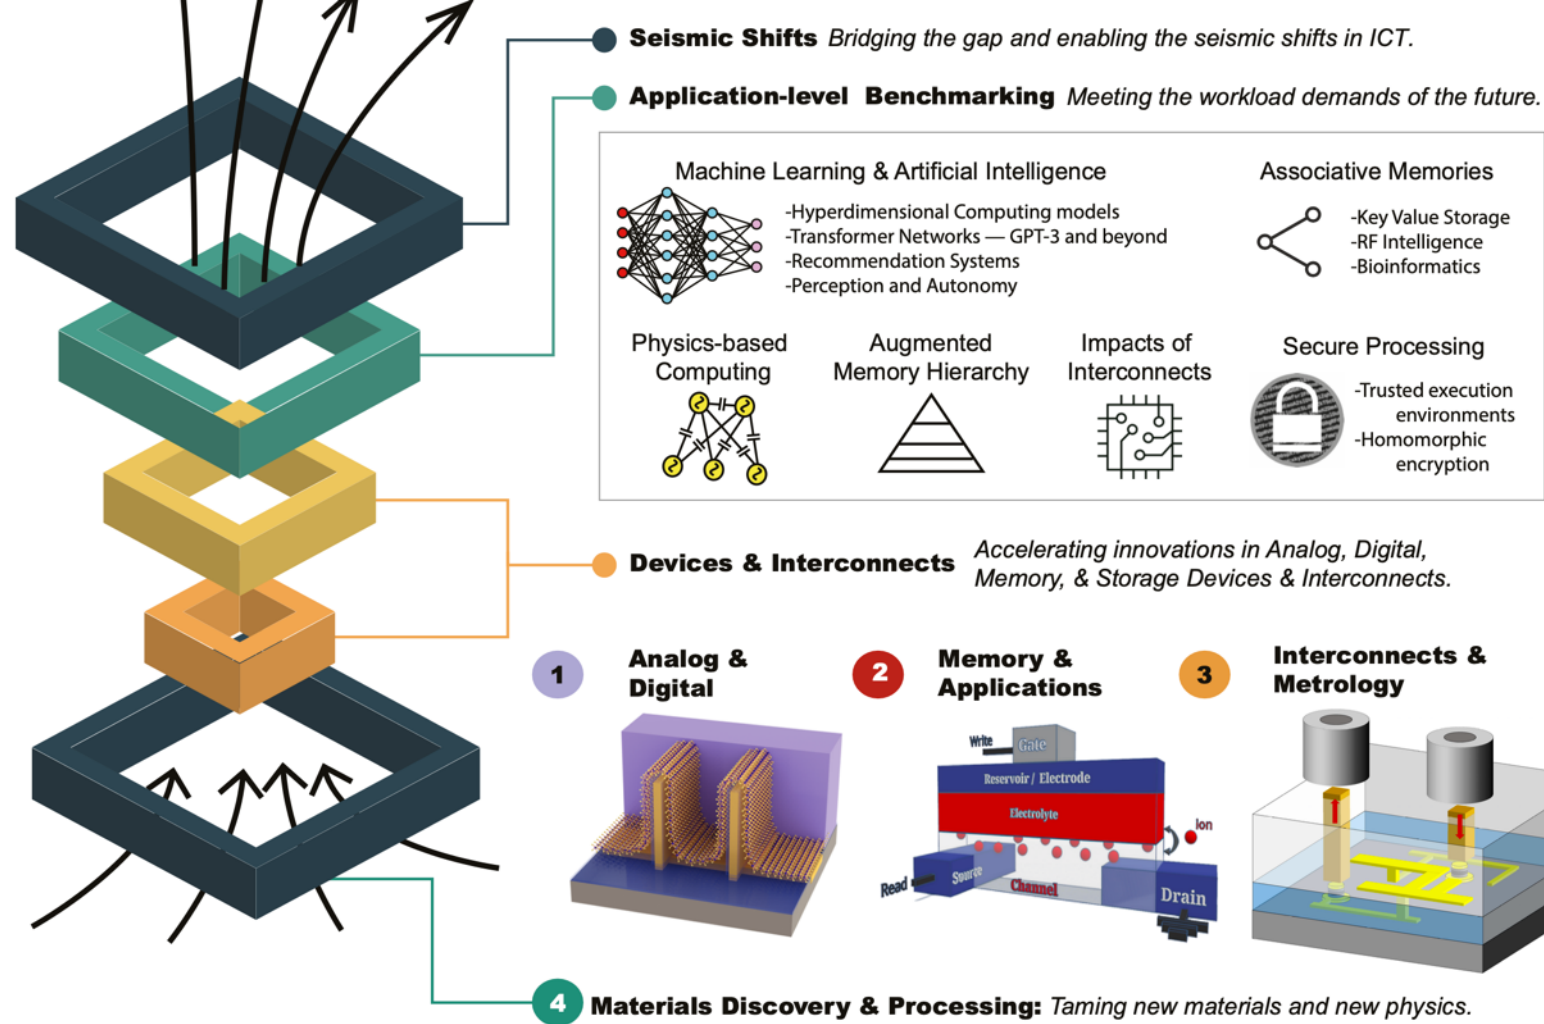 Seismic Shifts Bridging the gap and enabling the seismic shifts in ICT.
Application-level Benchmarking Meeting the workload demands of the future.
Machine Learning & Artificial Intelligence
-Hyperdimensional Computing models
-Transformer Networks — GPT-3 and beyond
-Recommendation Systems
-Perception and Autonomy
Associative Memories
-Key Value Storage
-RF Intelligence
-Bioinformatics
Physics-based
Computing
Augmented
Memory Hierarchy
Impacts of
Interconnects
Secure Processing
-Trusted execution
environments
-Homomorphic
encryption
Devices & Interconnects
Accelerating innovations in Analog, Digital,
Memory, & Storage Devices & Interconnects.
1
Analog &
Digital
2
Memory &
Applications
Write
Gate
Reservoir / Electrode
Electrolyte
Ion
Read
Source
Channel
Drain
3
Interconnects &
Metrology
4
Materials Discovery & Processing: Taming new materials and new physics.